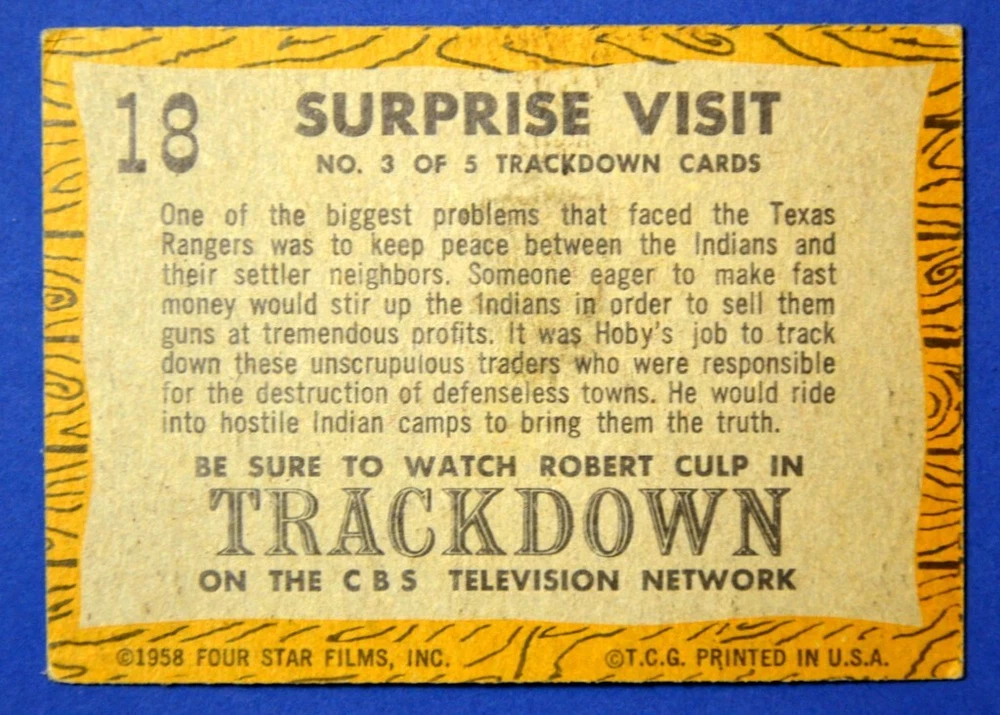 18
SURPRISE VISIT
NO. 3 OF 5 TRACKDOWN CARDS
One of the biggest problems that faced the Texas
Rangers was to keep peace between the Indians and
their settler neighbors. Someone eager to make fast
money would stir up the Indians in order to sell them
guns at tremendous profits. It was Hoby's job to track
down these unscrupulous traders who were responsible
for the destruction of defenseless towns. He would ride
into hostile Indian camps to bring them the truth.
BE SURE TO WATCH ROBERT CULP IN
TRACKDOWN
ON THE CBS TELEVISION NETWORK
©1958 FOUR STAR FILMS, INC.
©T.C.G. PRINTED IN U.S.A.